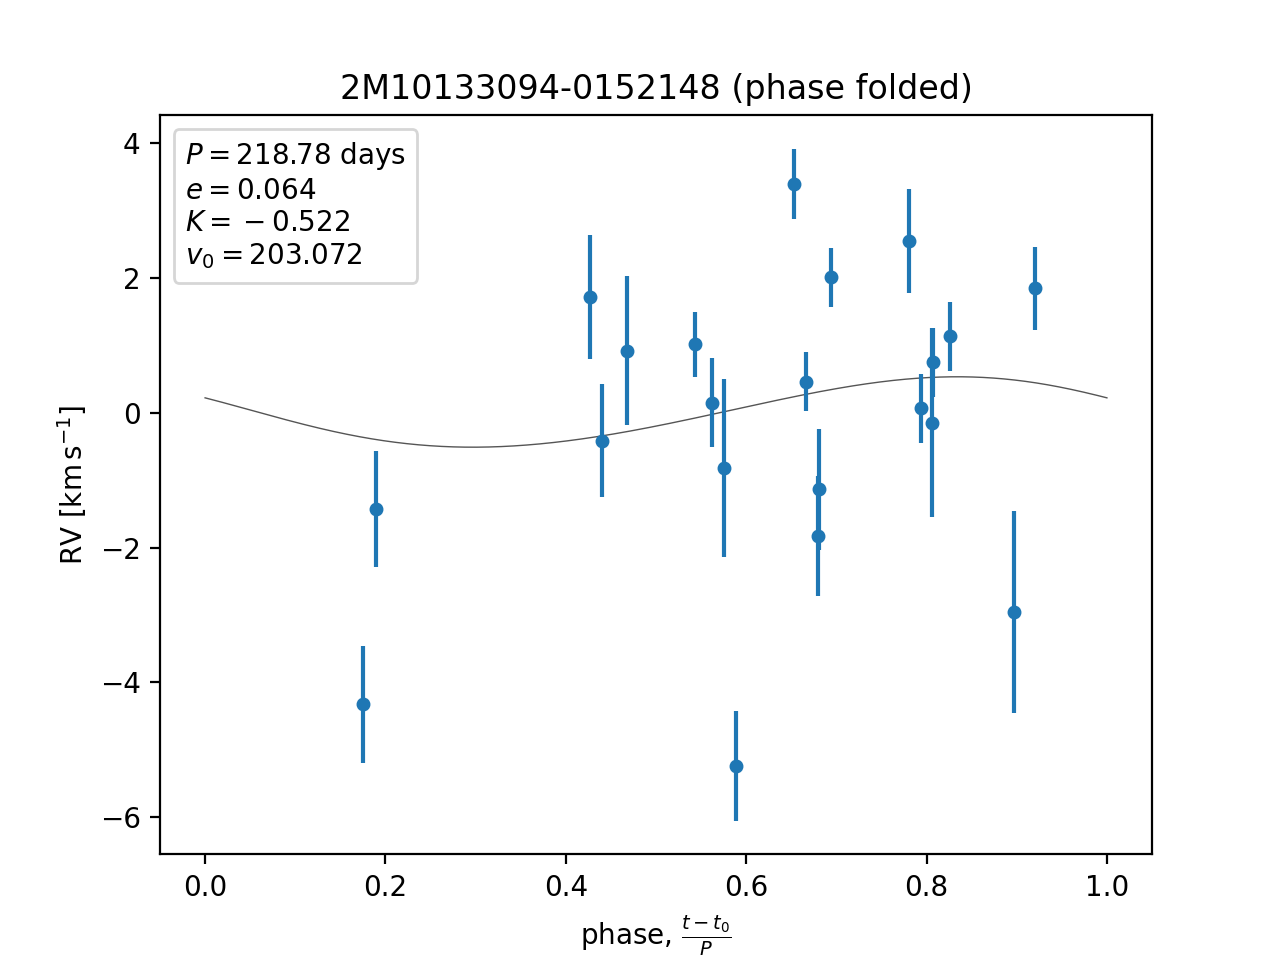 2M10133094-0152148 (phase folded)
P = 218.78 days
e = 0.064
K = −0.522
v₀ = 203.072
4
2
0
−2
−4
−6
RV [km s⁻¹]
0.0 0.2 0.4 0.6 0.8 1.0
phase, (t − t₀)/P